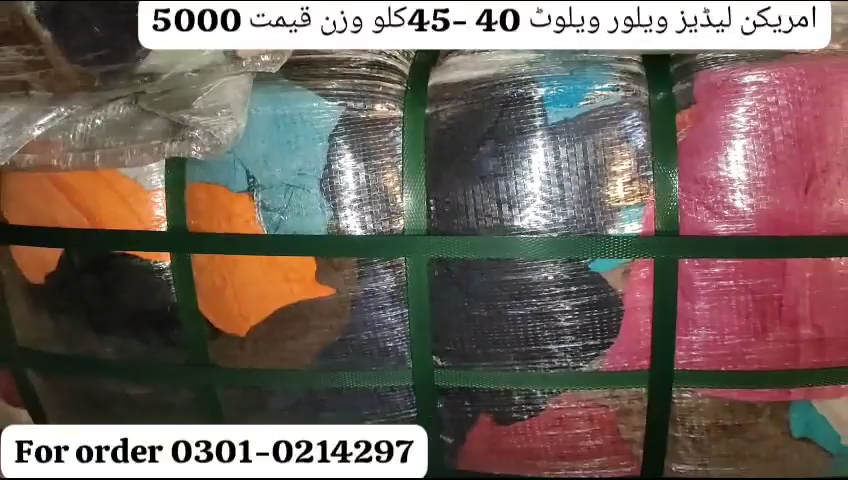 امریکن لیڈیز ویلور ویلوٹ 40 -45کلو وزن قیمت 5000
For order 0301-0214297